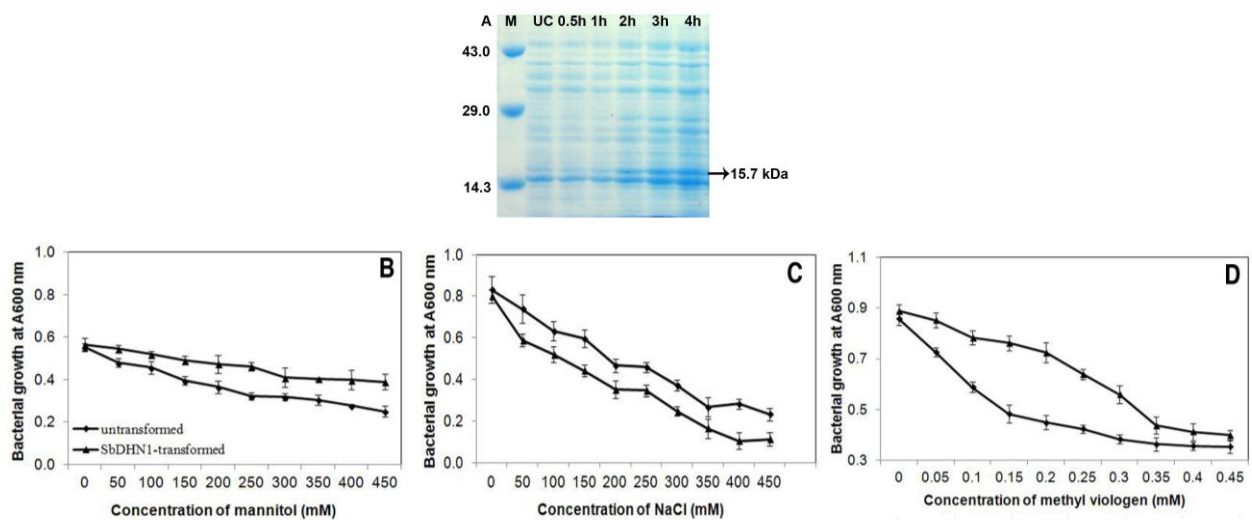 A M UC 0.5h 1h 2h 3h 4h
43.0
29.0
14.3
15.7 kDa
B
Bacterial growth at A600 nm
1.0
0.8
0.6
0.4
0.2
0.0
untransformed
SbDHN1-transformed
0 50 100 150 200 250 300 350 400 450
Concentration of mannitol (mM)
C
Bacterial growth at A600 nm
1.0
0.8
0.6
0.4
0.2
0.0
0 50 100 150 200 250 300 350 400 450
Concentration of NaCl (mM)
D
Bacterial growth at A600 nm
1.1
0.9
0.7
0.5
0.3
0 0.05 0.1 0.15 0.2 0.25 0.3 0.35 0.4 0.45
Concentration of methyl viologen (mM)